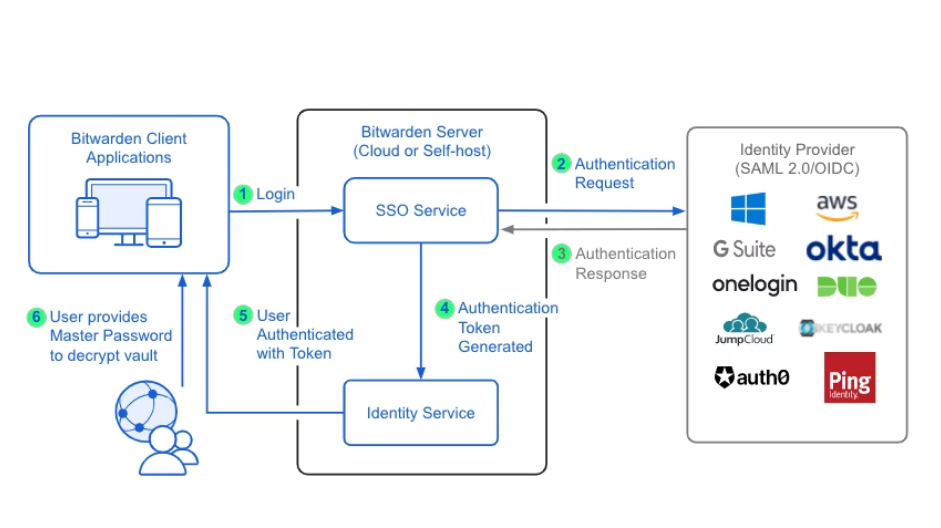 Bitwarden Client
Applications
1 Login
Bitwarden Server
(Cloud or Self-host)
SSO Service
2 Authentication
Request
3 Authentication
Response
Identity Provider
(SAML 2.0/OIDC)
aws
G Suite
okta
onelogin
DUO
JumpCloud
KEYCLOAK
auth0
Ping
Identity.
4 Authentication
Token
Generated
Identity Service
5 User
Authenticated
with Token
6 User provides
Master Password
to decrypt vault